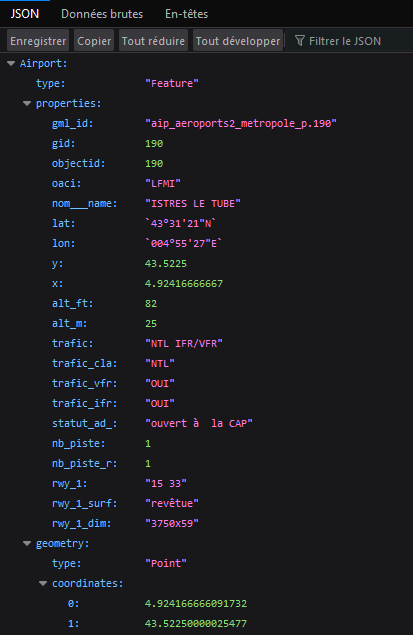 JSON Données brutes En-têtes
Enregistrer Copier Tout réduire Tout développer Filtrer le JSON
Airport:
type: "Feature"
properties:
gml_id: "aip_aeroports2_metropole_p.190"
gid: 190
objectid: 190
oaci: "LFMI"
nom___name: "ISTRES LE TUBE"
lat: `43°31'21"N`
lon: `004°55'27"E`
y: 43.5225
x: 4.92416666667
alt_ft: 82
alt_m: 25
trafic: "NTL IFR/VFR"
trafic_cla: "NTL"
trafic_vfr: "OUI"
trafic_ifr: "OUI"
statut_ad_: "ouvert à  la CAP"
nb_piste: 1
nb_piste_r: 1
rwy_1: "15 33"
rwy_1_surf: "revêtue"
rwy_1_dim: "3750x59"
geometry:
type: "Point"
coordinates:
0: 4.924166666091732
1: 43.52250000025477